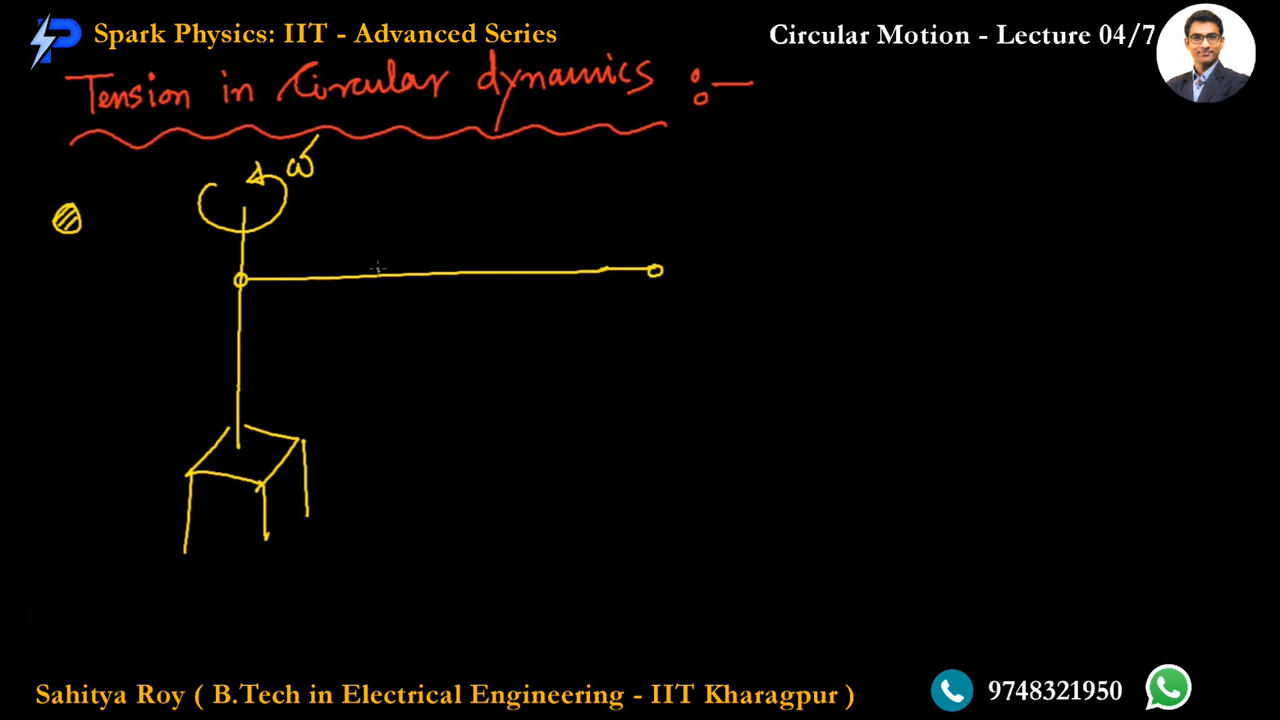 Spark Physics: IIT - Advanced Series
Circular Motion - Lecture 04/7
Tension in Circular dynamics :-
ω
Sahitya Roy ( B.Tech in Electrical Engineering - IIT Kharagpur )
9748321950